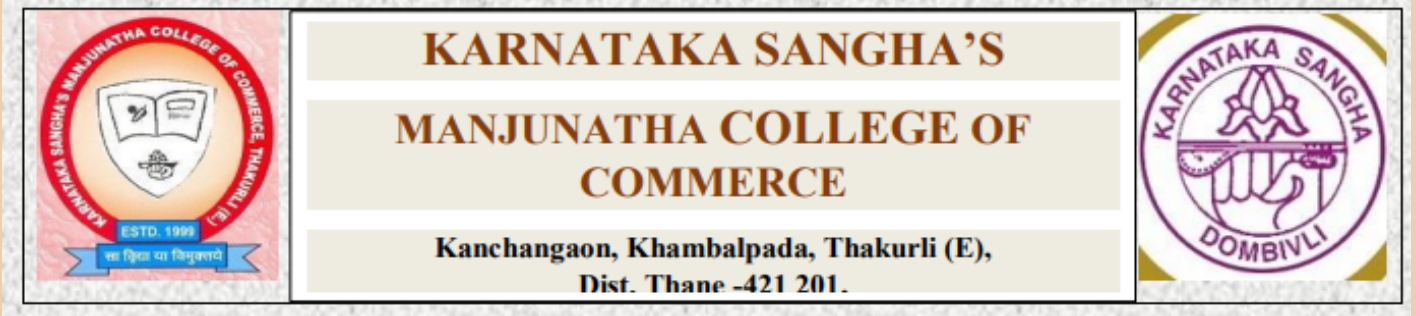 KARNATAKA SANGHA'S MANJUNATHA COLLEGE OF COMMERCE, THAKURLI (E.)
ESTD. 1999
सा विद्या या विमुक्तये
KARNATAKA SANGHA’S
MANJUNATHA COLLEGE OF
COMMERCE
Kanchangaon, Khambalpada, Thakurli (E),
Dist. Thane -421 201.
KARNATAKA SANGHA
DOMBIVLI